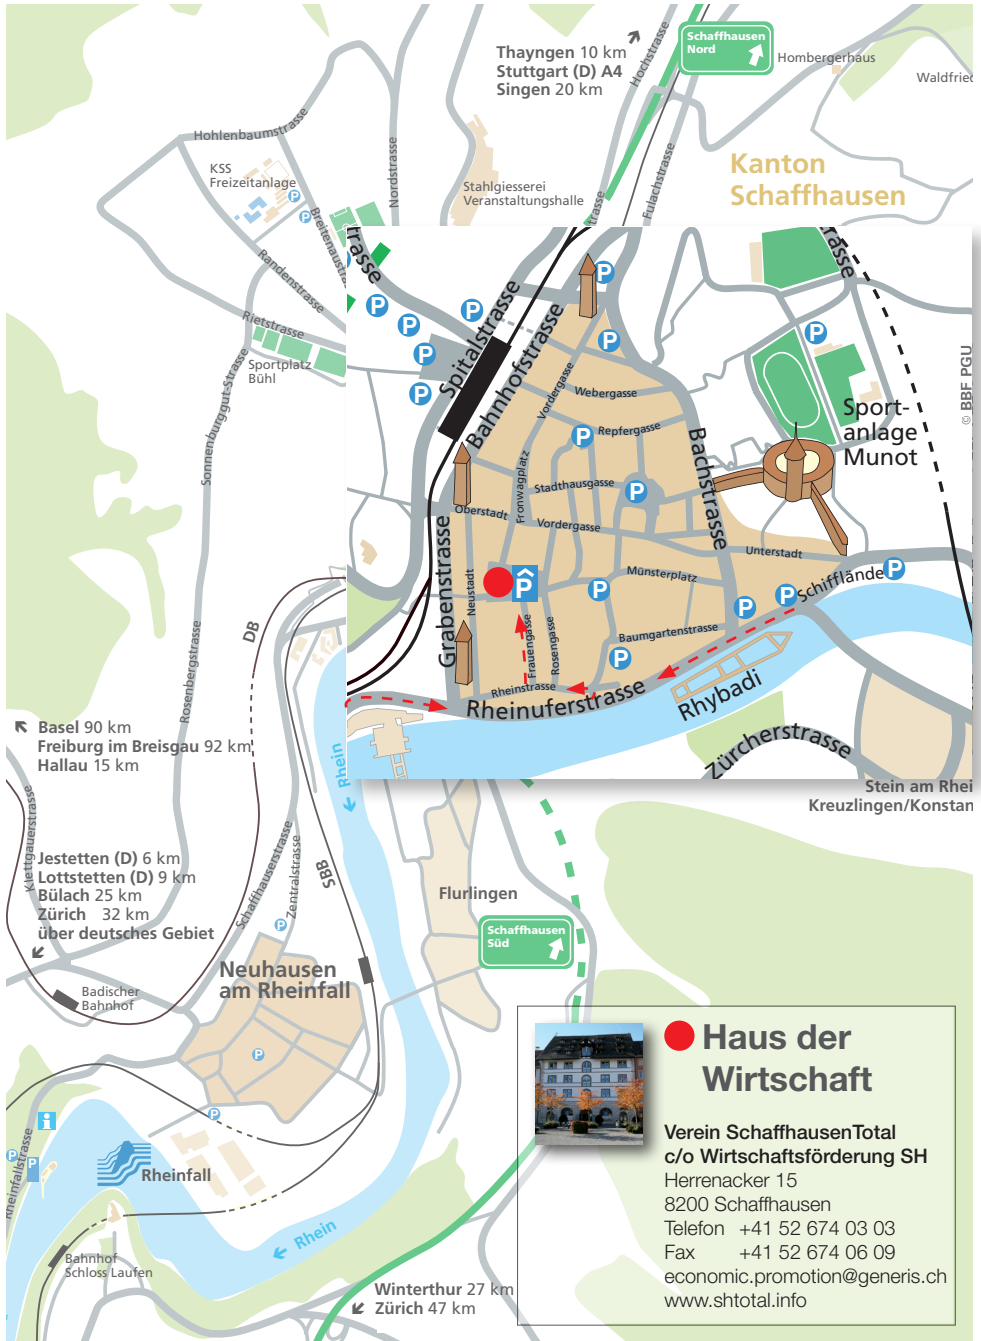 Thayngen 10 km
Stuttgart (D) A4
Singen 20 km
Hochstrasse
Schaffhausen
Nord
Hombergerhaus
Waldfried
Hohlenbaumstrasse
KSS
Freizeitanlage
P
P
Nordstrasse
Stahlgiesserei
Veranstaltungshalle
Fulachstrasse
Kanton
Schaffhausen
Breitenaustra
trasse
Randenstrasse
Rietstrasse
Sportplatz
Bühl
Sonnenburggut-Strasse
Rosenbergstrasse
© BBF PGU
trasse
trasse
P
P
P
P
P
P
P
P
Spitalstrasse
Bahnhofstrasse
Vordergasse
Webergasse
Repfergasse
P
Bachstrasse
Sport-
anlage
Munot
Fronwagplatz
Stadthausgasse
P
Oberstadt
Vordergasse
Unterstadt
Grabenstrasse
Neustadt
P
Münsterplatz
P
P
P
Schifflände
P
Frauengasse
Rosengasse
Baumgartenstrasse
P
Rheinstrasse
Rheinuferstrasse
Rhybadi
Zürcherstrasse
DB
Basel 90 km
Freiburg im Breisgau 92 km
Hallau 15 km
Rhein
Stein am Rhei
Kreuzlingen/Konstan
Klettgauerstrasse
Jestetten (D) 6 km
Lottstetten (D) 9 km
Bülach 25 km
Zürich 32 km
über deutsches Gebiet
Schaffhauserstrasse
Zentralstrasse
SBB
P
Flurlingen
Schaffhausen
Süd
Neuhausen
am Rheinfall
Badischer
Bahnhof
P
P
i
P
P
Rheinfallstrasse
Rheinfall
Rhein
Bahnhof
Schloss Laufen
Winterthur 27 km
Zürich 47 km
Haus der
Wirtschaft
Verein SchaffhausenTotal
c/o Wirtschaftsförderung SH
Herrenacker 15
8200 Schaffhausen
Telefon +41 52 674 03 03
Fax +41 52 674 06 09
economic.promotion@generis.ch
www.shtotal.info